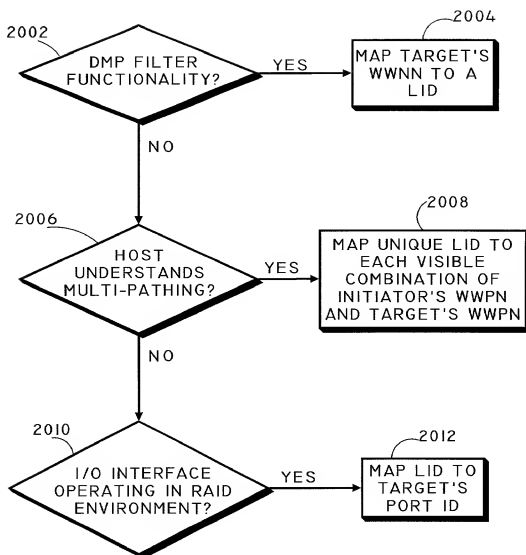 2002
DMP FILTER
FUNCTIONALITY?
YES
2004
MAP TARGET'S
WWNN TO A
LID
NO
2006
HOST
UNDERSTANDS
MULTI-PATHING?
YES
2008
MAP UNIQUE LID TO
EACH VISIBLE
COMBINATION OF
INITIATOR'S WWPN
AND TARGET'S WWPN
NO
2010
I/O INTERFACE
OPERATING IN RAID
ENVIRONMENT?
YES
2012
MAP LID TO
TARGET'S
PORT ID